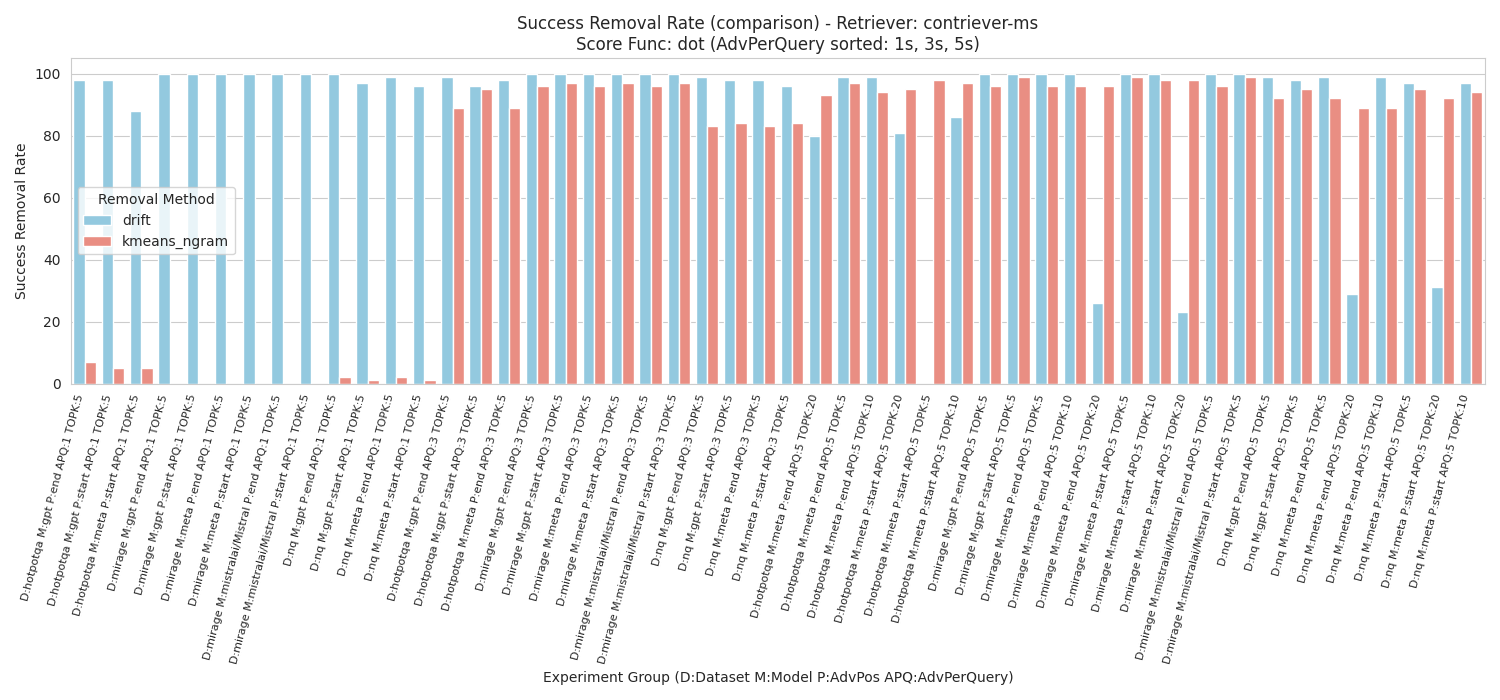 Success Removal Rate (comparison) - Retriever: contriever-ms
Score Func: dot (AdvPerQuery sorted: 1s, 3s, 5s)
Success Removal Rate
100
80
60
40
20
0
Removal Method
drift
kmeans_ngram
D:hotpotqa M:gpt P:end APQ:1 TOPK:5
D:hotpotqa M:gpt P:start APQ:1 TOPK:5
D:hotpotqa M:meta P:start APQ:1 TOPK:5
D:mirage M:gpt P:end APQ:1 TOPK:5
D:mirage M:gpt P:start APQ:1 TOPK:5
D:mirage M:meta P:end APQ:1 TOPK:5
D:mirage M:meta P:start APQ:1 TOPK:5
D:mirage M:mistralai/Mistral P:end APQ:1 TOPK:5
D:mirage M:mistralai/Mistral P:start APQ:1 TOPK:5
D:nq M:gpt P:end APQ:1 TOPK:5
D:nq M:gpt P:start APQ:1 TOPK:5
D:nq M:meta P:end APQ:1 TOPK:5
D:nq M:meta P:start APQ:1 TOPK:5
D:hotpotqa M:gpt P:end APQ:3 TOPK:5
D:hotpotqa M:gpt P:start APQ:3 TOPK:5
D:hotpotqa M:meta P:end APQ:3 TOPK:5
D:mirage M:gpt P:end APQ:3 TOPK:5
D:mirage M:gpt P:start APQ:3 TOPK:5
D:mirage M:meta P:end APQ:3 TOPK:5
D:mirage M:meta P:start APQ:3 TOPK:5
D:mirage M:mistralai/Mistral P:end APQ:3 TOPK:5
D:mirage M:mistralai/Mistral P:start APQ:3 TOPK:5
D:nq M:gpt P:end APQ:3 TOPK:5
D:nq M:gpt P:start APQ:3 TOPK:5
D:nq M:meta P:end APQ:3 TOPK:5
D:nq M:meta P:start APQ:3 TOPK:5
D:hotpotqa M:meta P:end APQ:5 TOPK:20
D:hotpotqa M:meta P:end APQ:5 TOPK:5
D:hotpotqa M:meta P:end APQ:5 TOPK:10
D:hotpotqa M:meta P:start APQ:5 TOPK:20
D:hotpotqa M:meta P:start APQ:5 TOPK:5
D:hotpotqa M:meta P:start APQ:5 TOPK:10
D:mirage M:gpt P:end APQ:5 TOPK:5
D:mirage M:gpt P:start APQ:5 TOPK:5
D:mirage M:meta P:end APQ:5 TOPK:5
D:mirage M:meta P:end APQ:5 TOPK:10
D:mirage M:meta P:end APQ:5 TOPK:20
D:mirage M:meta P:start APQ:5 TOPK:5
D:mirage M:meta P:start APQ:5 TOPK:10
D:mirage M:meta P:start APQ:5 TOPK:20
D:mirage M:mistralai/Mistral P:end APQ:5 TOPK:5
D:mirage M:mistralai/Mistral P:start APQ:5 TOPK:5
D:nq M:gpt P:end APQ:5 TOPK:5
D:nq M:gpt P:start APQ:5 TOPK:5
D:nq M:meta P:end APQ:5 TOPK:5
D:nq M:meta P:end APQ:5 TOPK:20
D:nq M:meta P:end APQ:5 TOPK:10
D:nq M:meta P:start APQ:5 TOPK:5
D:nq M:meta P:start APQ:5 TOPK:20
D:nq M:meta P:start APQ:5 TOPK:10
Experiment Group (D:Dataset M:Model P:AdvPos APQ:AdvPerQuery)